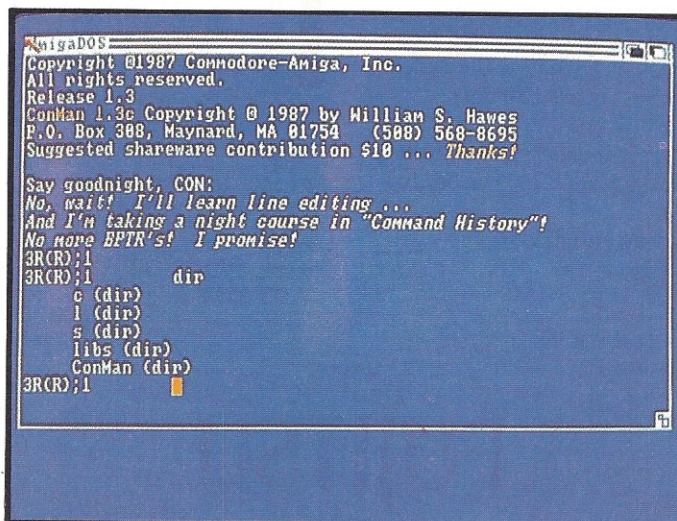 AmigaDOS
Copyright @1987 Commodore-Amiga, Inc.
All rights reserved.
Release 1.3
ConMan 1.3c Copyright @ 1987 by William S. Hawes
P.O. Box 308, Maynard, MA 01754 (508) 568-8695
Suggested shareware contribution $10 ... Thanks!
Say goodnight, CON:
No, wait! I'll learn line editing ...
And I'm taking a night course in "Command History"!
No more BPTR's! I promise!
3R(R);1
3R(R);1 dir
c (dir)
l (dir)
s (dir)
libs (dir)
ConMan (dir)
3R(R);1